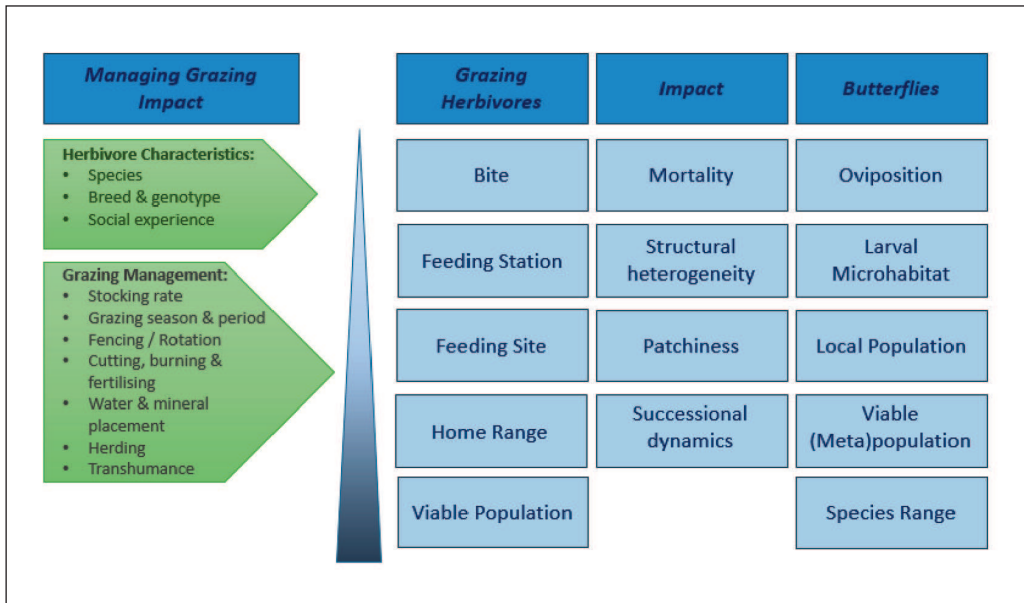 Managing Grazing
Impact
Herbivore Characteristics:
• Species
• Breed & genotype
• Social experience
Grazing Management:
• Stocking rate
• Grazing season & period
• Fencing / Rotation
• Cutting, burning &
fertilising
• Water & mineral
placement
• Herding
• Transhumance
Grazing
Herbivores
Impact
Butterflies
Bite
Mortality
Oviposition
Feeding Station
Structural
heterogeneity
Larval
Microhabitat
Feeding Site
Patchiness
Local Population
Home Range
Successional
dynamics
Viable
(Meta)population
Viable Population
Species Range